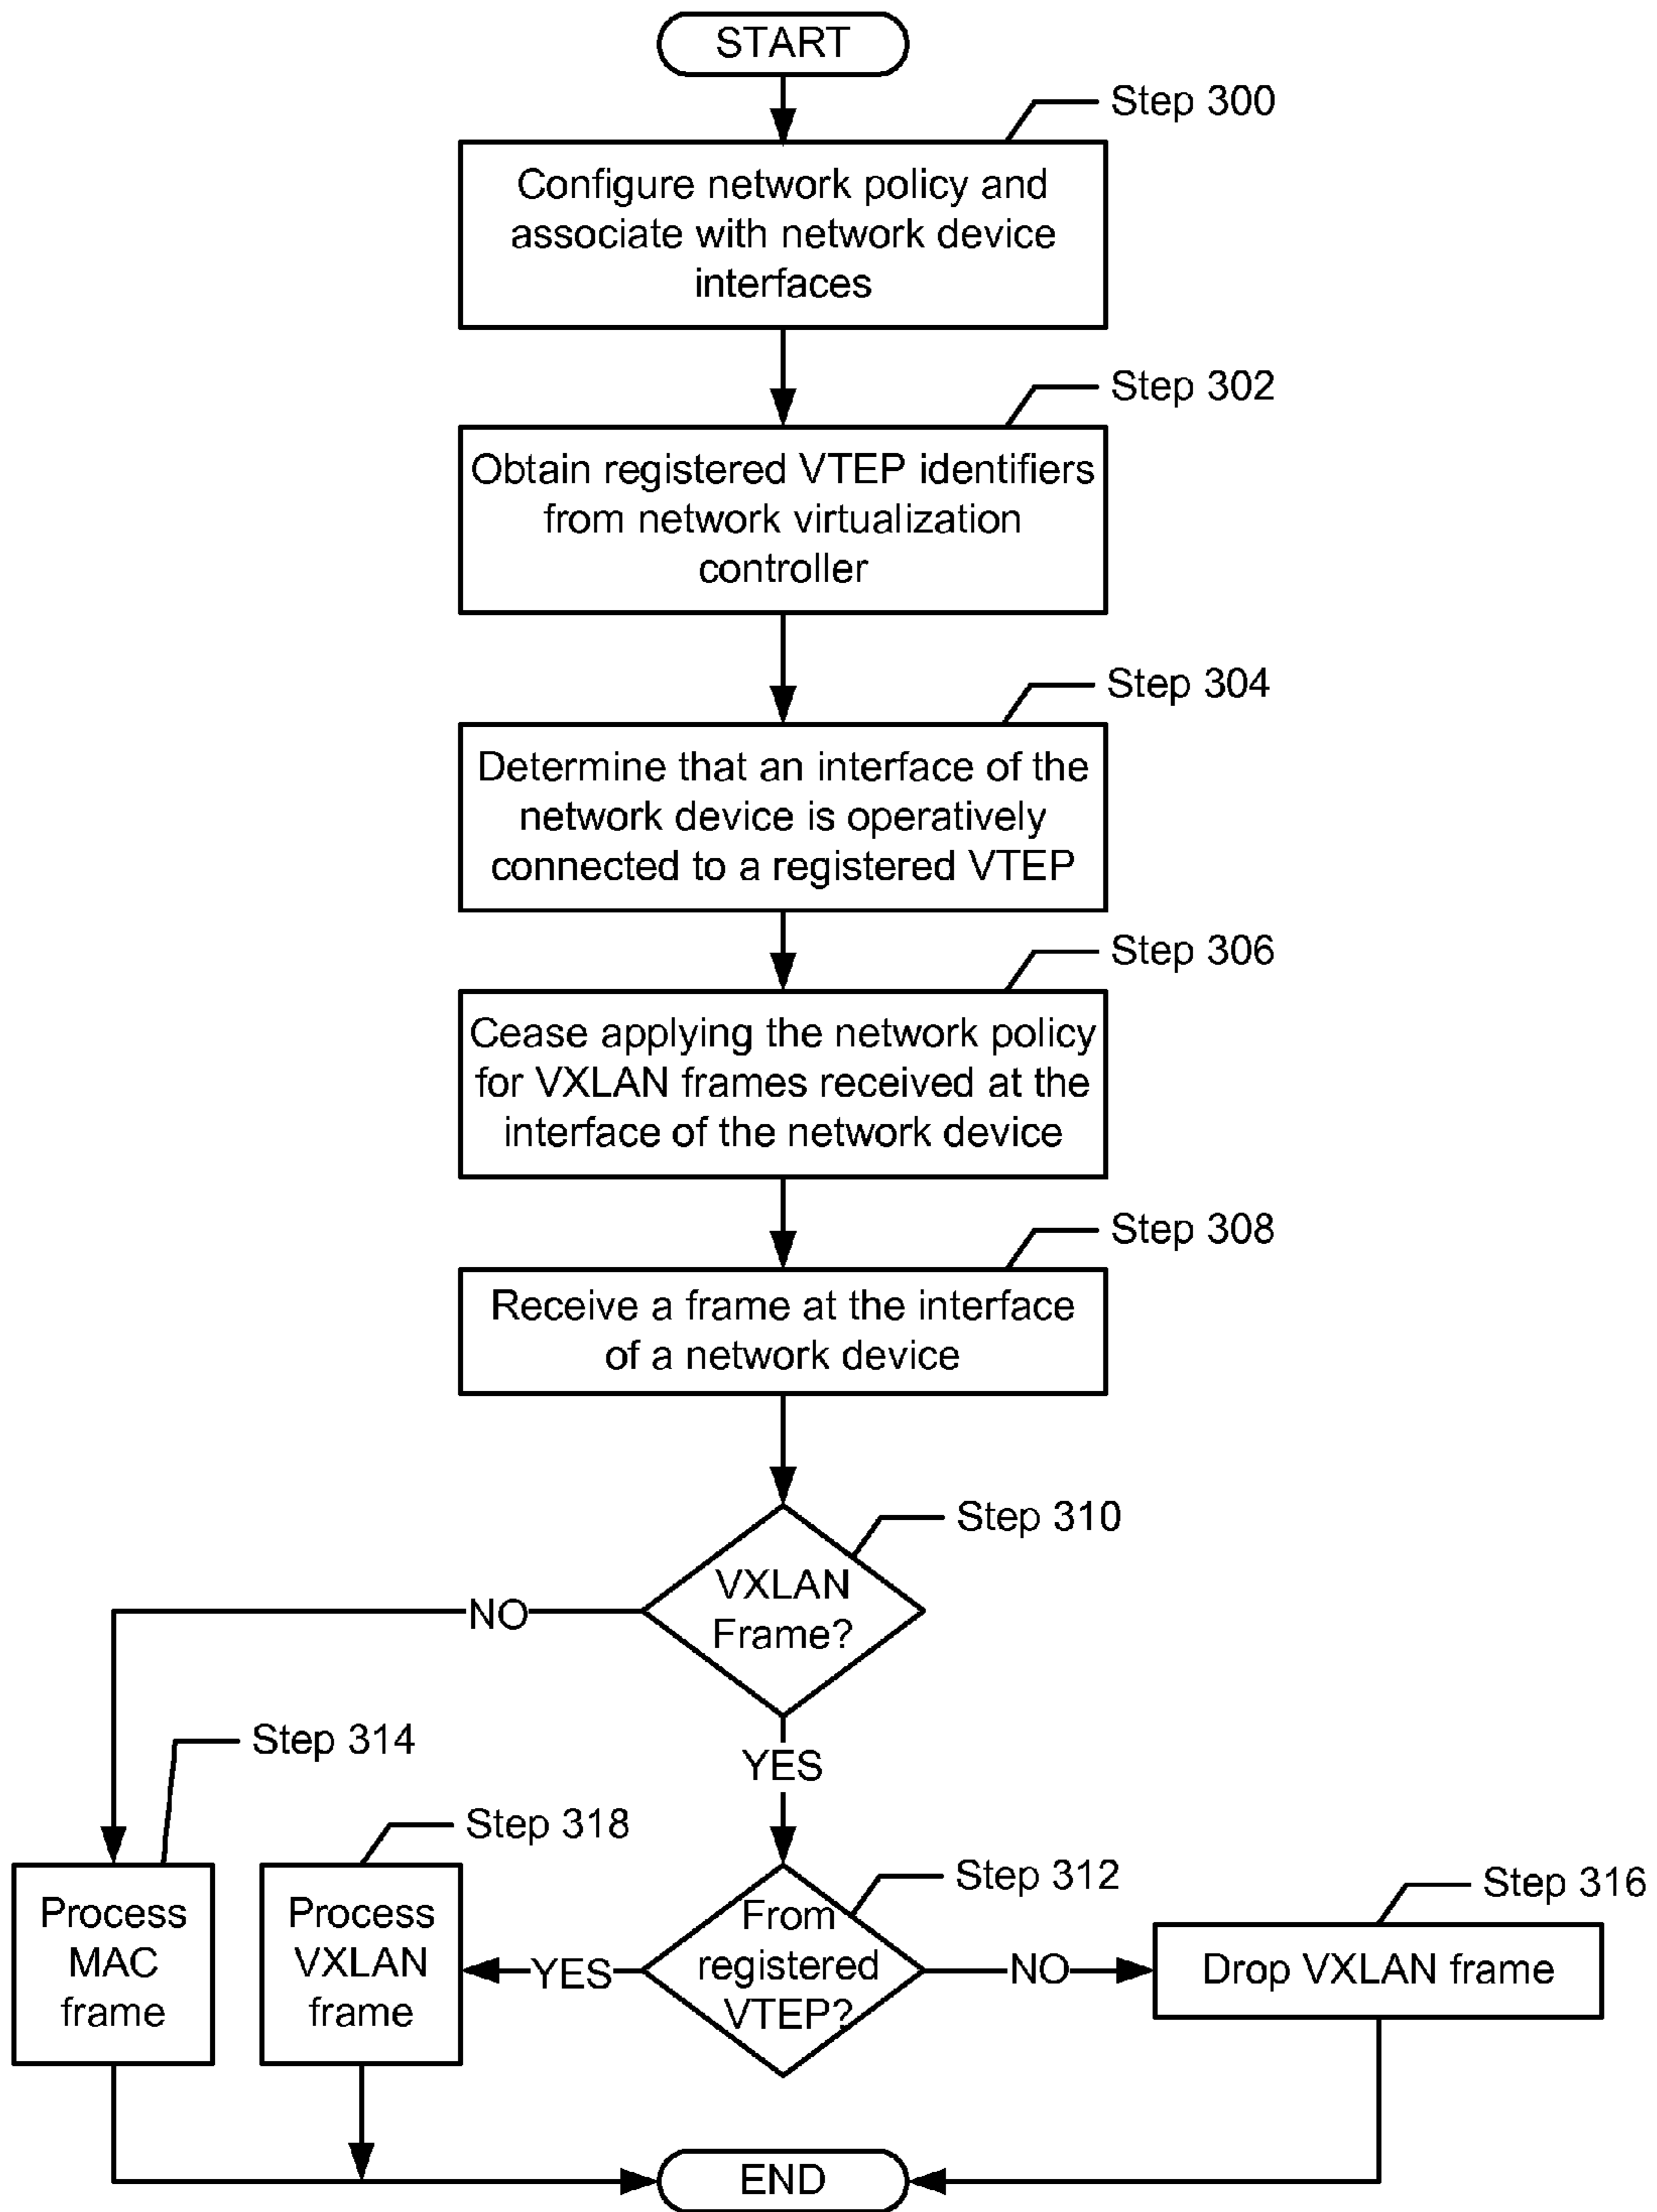 START
Step 300
Configure network policy and
associate with network device
interfaces
Step 302
Obtain registered VTEP identifiers
from network virtualization
controller
Step 304
Determine that an interface of the
network device is operatively
connected to a registered VTEP
Step 306
Cease applying the network policy
for VXLAN frames received at the
interface of the network device
Step 308
Receive a frame at the interface
of a network device
Step 310
VXLAN
Frame?
NO
YES
Step 314
Process
MAC
frame
Step 318
Process
VXLAN
frame
YES
Step 312
From
registered
VTEP?
NO
Step 316
Drop VXLAN frame
END